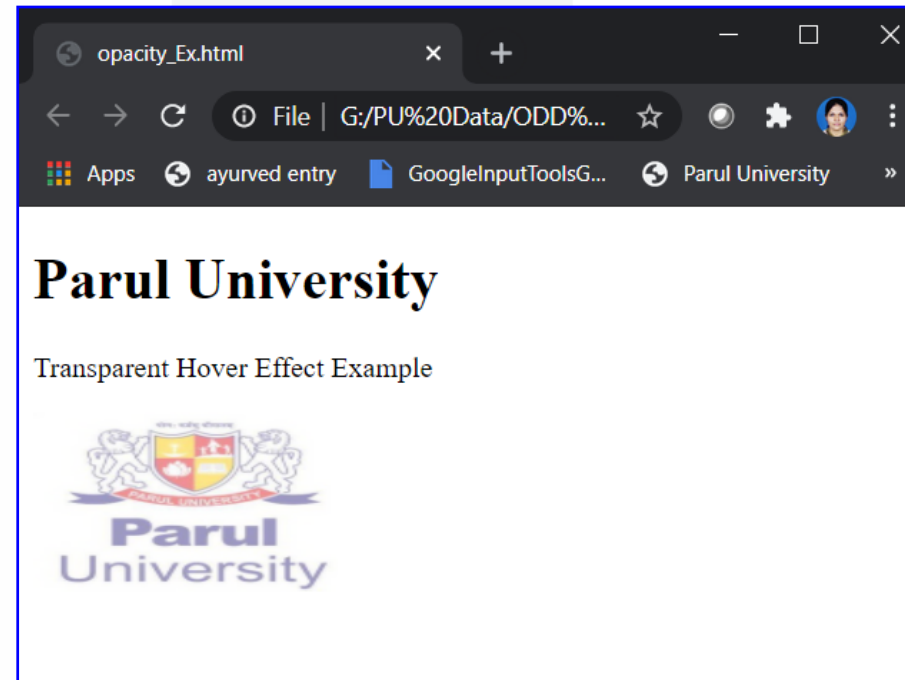 opacity_Ex.html
File | G:/PU%20Data/ODD%...
Apps ayurved entry GoogleInputToolsG... Parul University »
Parul University
Transparent Hover Effect Example
PARUL UNIVERSITY
Parul
University